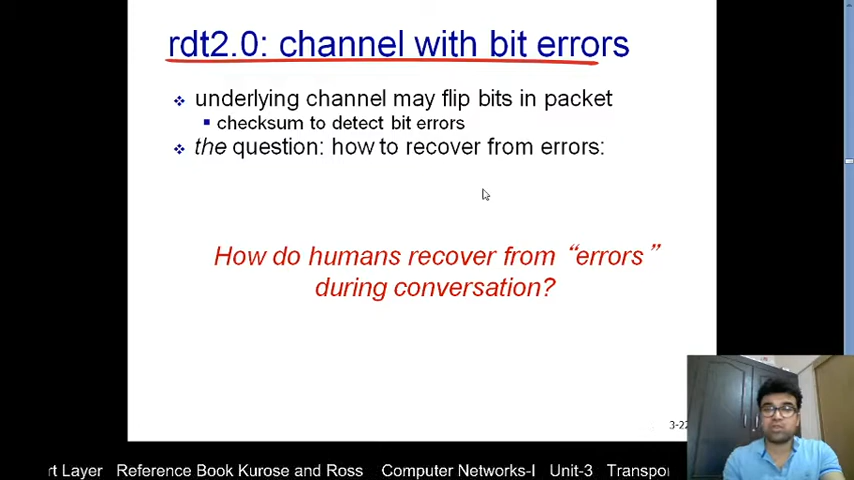 rdt2.0: channel with bit errors
underlying channel may flip bits in packet
checksum to detect bit errors
the question: how to recover from errors:
How do humans recover from “errors”
during conversation?
3-22
rt Layer Reference Book Kurose and Ross Computer Networks-I Unit-3 Transpo